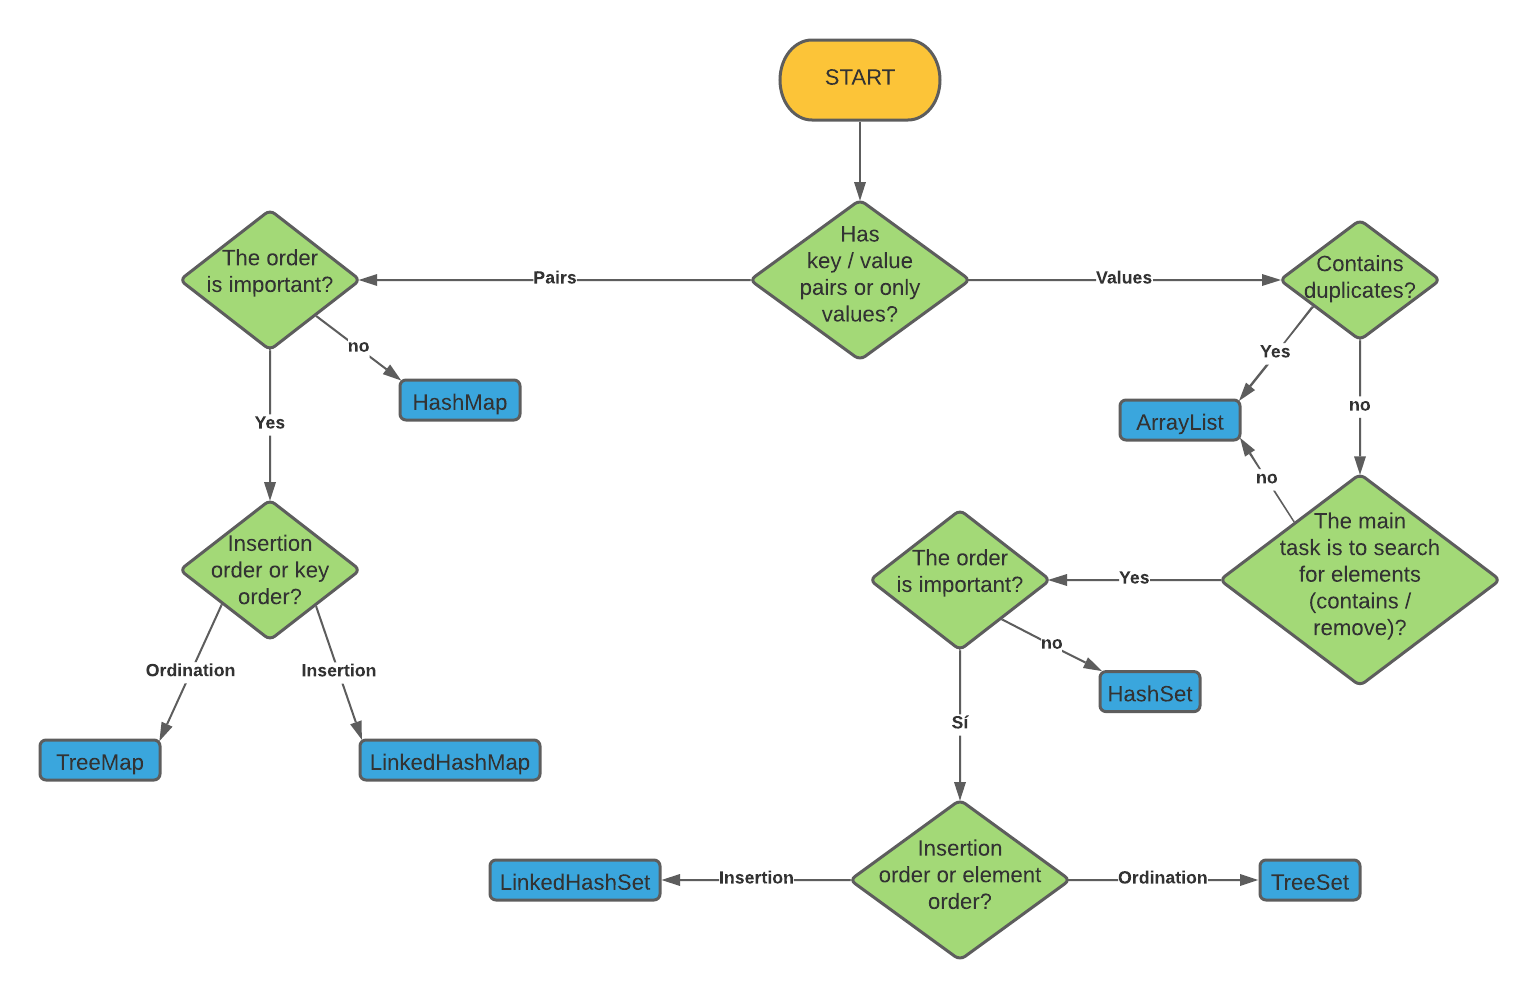 START
Has
key / value
pairs or only
values?
Pairs
Values
The order
is important?
no
HashMap
Yes
Insertion
order or key
order?
Ordination
Insertion
TreeMap
LinkedHashMap
Contains
duplicates?
Yes
ArrayList
no
no
The main
task is to search
for elements
(contains /
remove)?
Yes
The order
is important?
no
HashSet
Sí
Insertion
order or element
order?
Insertion
LinkedHashSet
Ordination
TreeSet